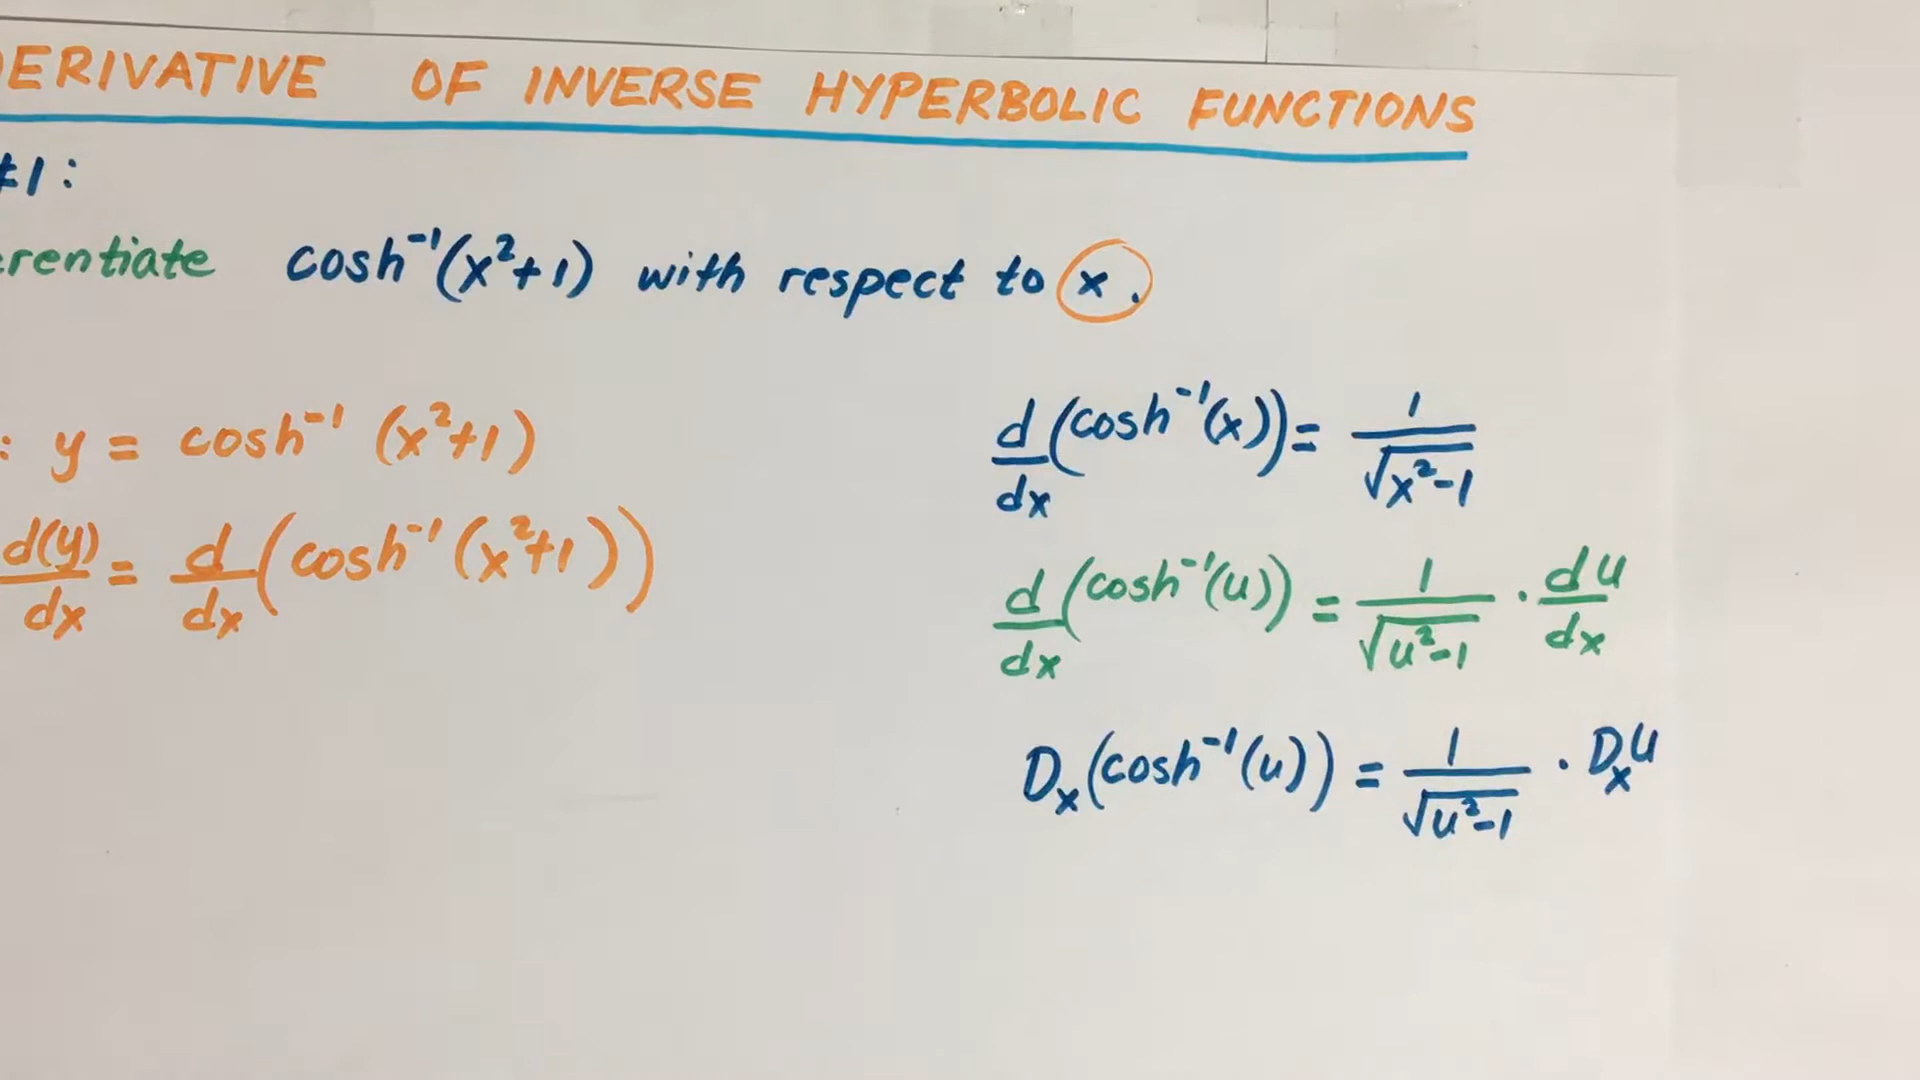 ERIVATIVE OF INVERSE HYPERBOLIC FUNCTIONS
#1:
erentiate cosh⁻¹(x²+1) with respect to x.
: y = cosh⁻¹ (x²+1)
d(y)/dx = d/dx (cosh⁻¹ (x²+1))
d/dx (cosh⁻¹(x)) = 1/√x²-1
d/dx (cosh⁻¹(u)) = 1/√u²-1 · du/dx
Dₓ(cosh⁻¹(u)) = 1/√u²-1 · Dₓu